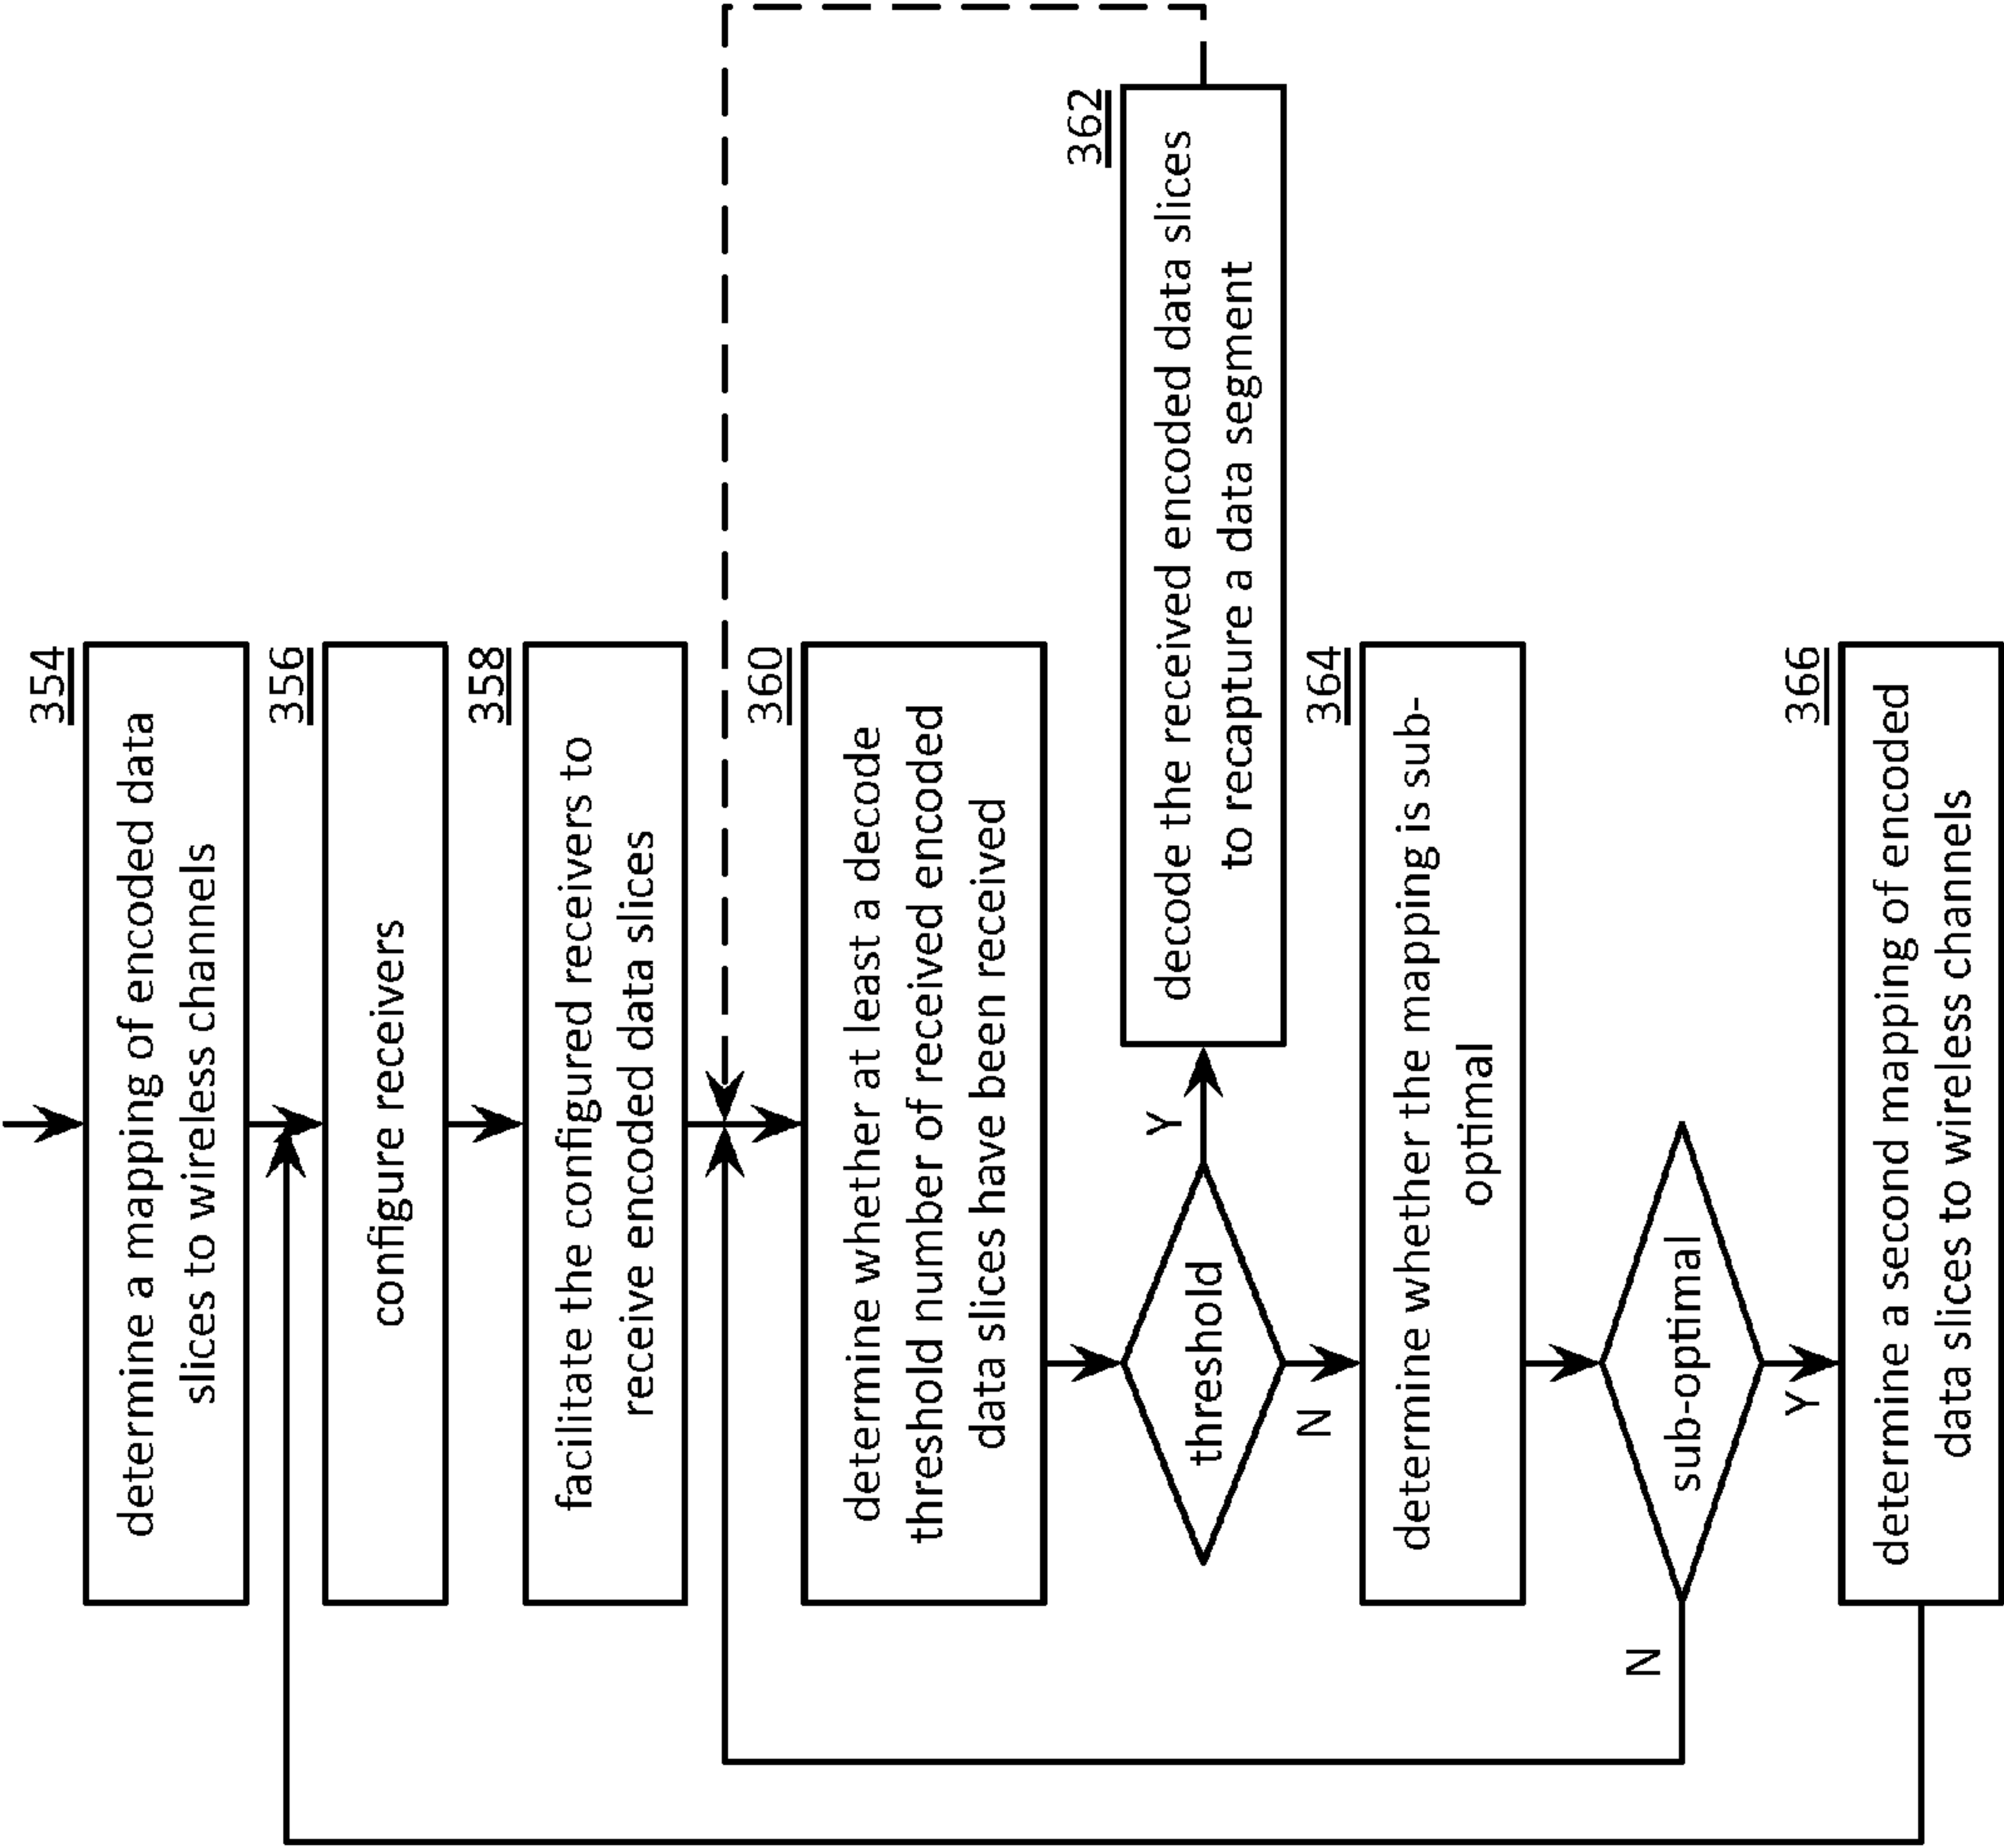 354
determine a mapping of encoded data
slices to wireless channels
356
configure receivers
358
facilitate the configured receivers to
receive encoded data slices
360
determine whether at least a decode
threshold number of received encoded
data slices have been received
threshold
Y
N
362
decode the received encoded data slices
to recapture a data segment
364
determine whether the mapping is sub-
optimal
sub-optimal
N
Y
366
determine a second mapping of encoded
data slices to wireless channels